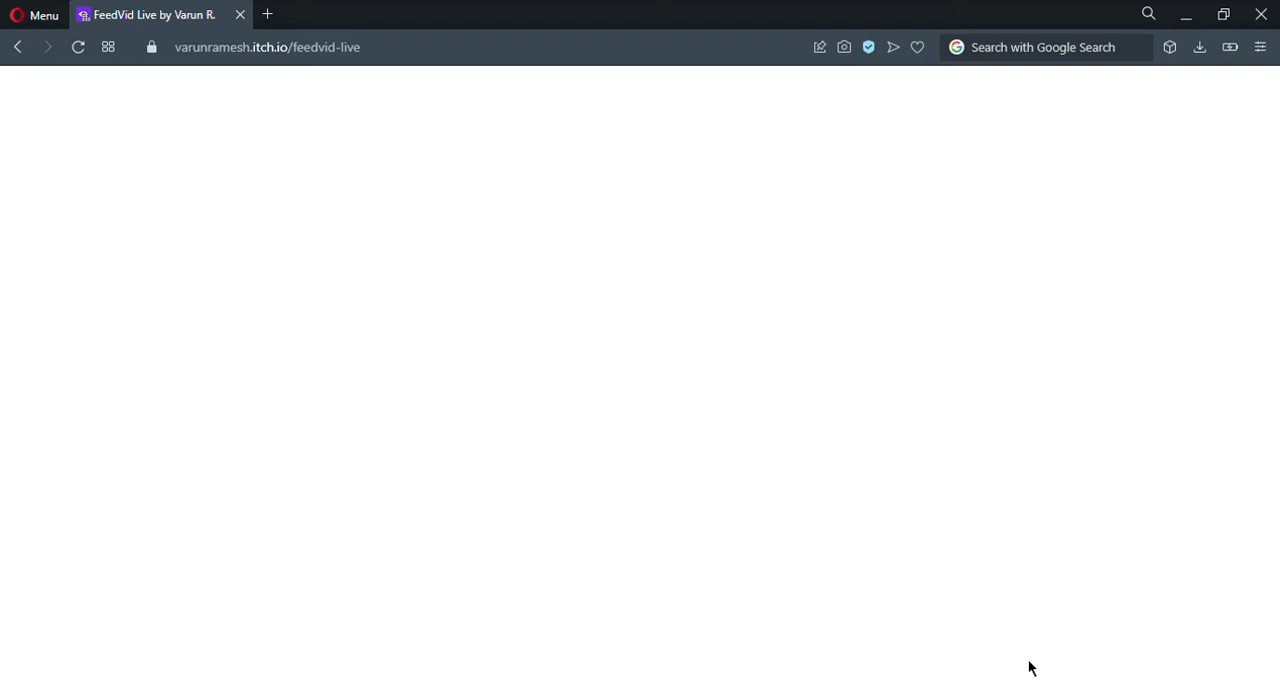 Menu
FeedVid Live by Varun R.
varunramesh.itch.io/feedvid-live
Search with Google Search